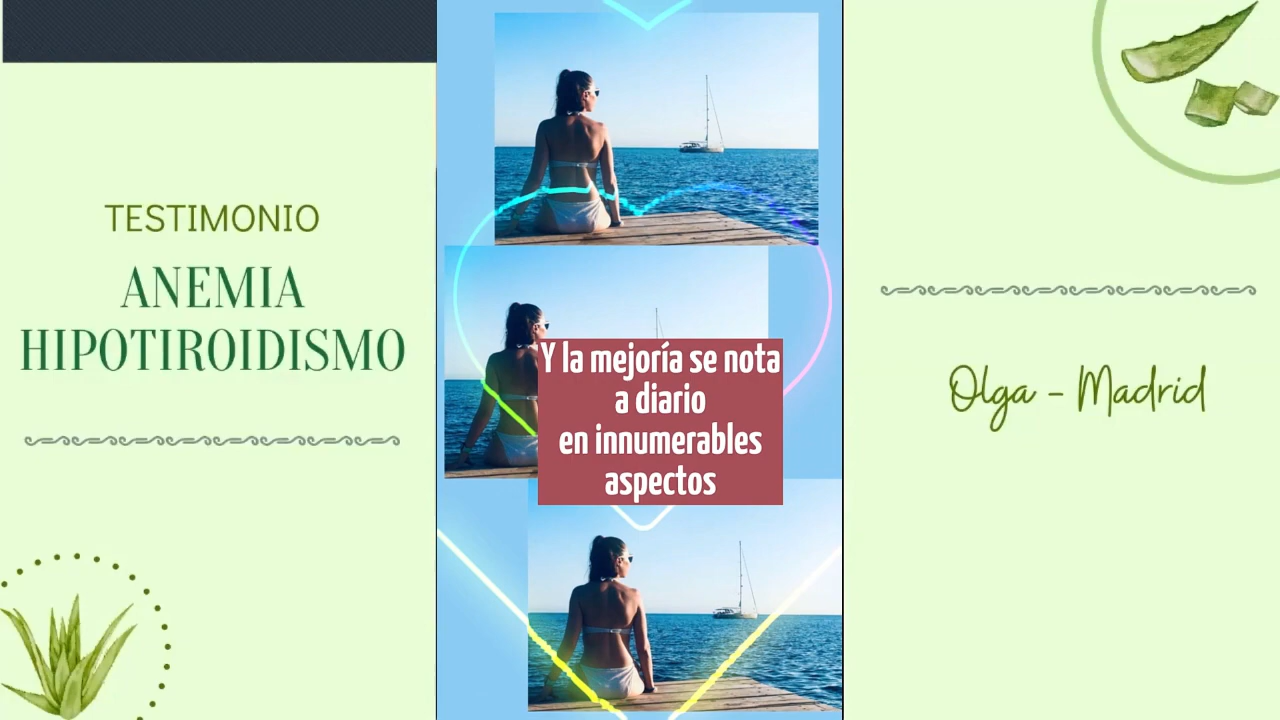 TESTIMONIO
ANEMIA
HIPOTIROIDISMO
Y la mejoría se nota
a diario
en innumerables
aspectos
Olga - Madrid